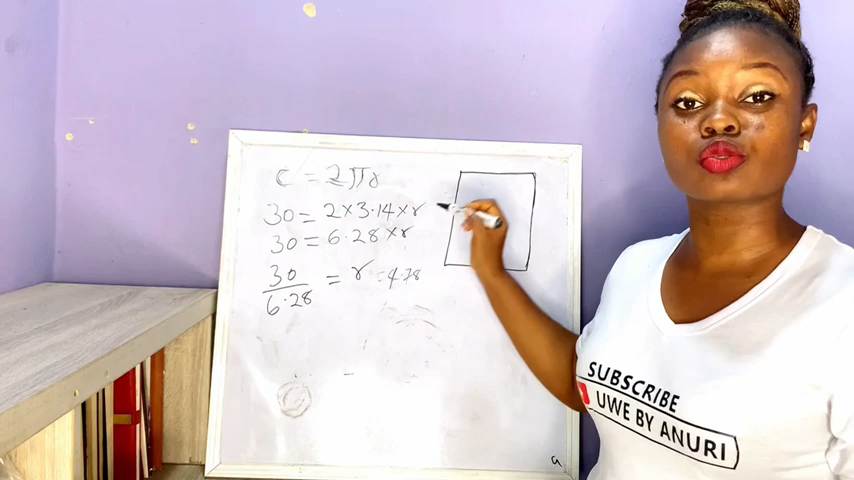 C = 2πr
30 = 2×3.14×r
30 = 6.28×r
30/6.28 = r = 4.78
a
SUBSCRIBE
UWE BY ANURI